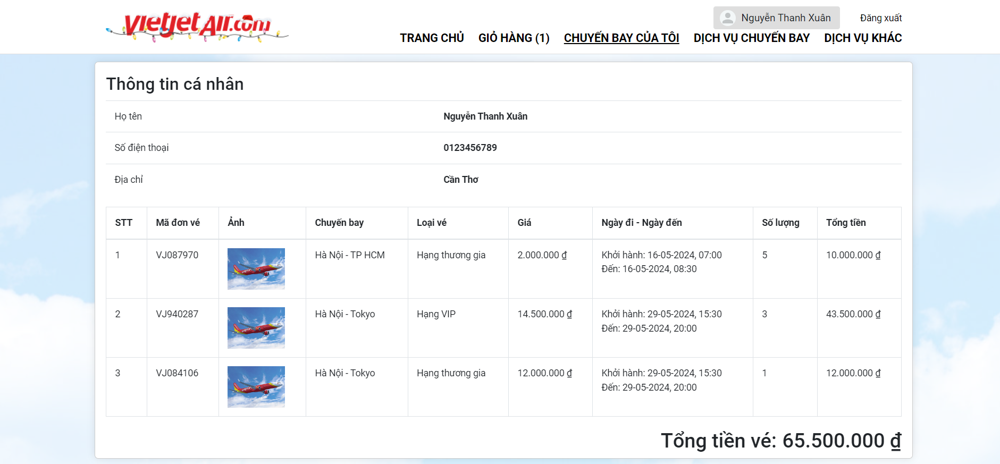 vietjetAir.com
Nguyễn Thanh Xuân
Đăng xuất
TRANG CHỦ
GIỎ HÀNG (1)
CHUYẾN BAY CỦA TÔI
DỊCH VỤ CHUYẾN BAY
DỊCH VỤ KHÁC
Thông tin cá nhân
Họ tên Nguyễn Thanh Xuân
Số điện thoại 0123456789
Địa chỉ Cần Thơ
STT Mã đơn vé Ảnh Chuyến bay Loại vé Giá Ngày đi - Ngày đến Số lượng Tổng tiền
1 VJ087970 Hà Nội - TP HCM Hạng thương gia 2.000.000 ₫ Khởi hành: 16-05-2024, 07:00 5 10.000.000 ₫
Đến: 16-05-2024, 08:30
2 VJ940287 Hà Nội - Tokyo Hạng VIP 14.500.000 ₫ Khởi hành: 29-05-2024, 15:30 3 43.500.000 ₫
Đến: 29-05-2024, 20:00
3 VJ084106 Hà Nội - Tokyo Hạng thương gia 12.000.000 ₫ Khởi hành: 29-05-2024, 15:30 1 12.000.000 ₫
Đến: 29-05-2024, 20:00
Tổng tiền vé: 65.500.000 ₫